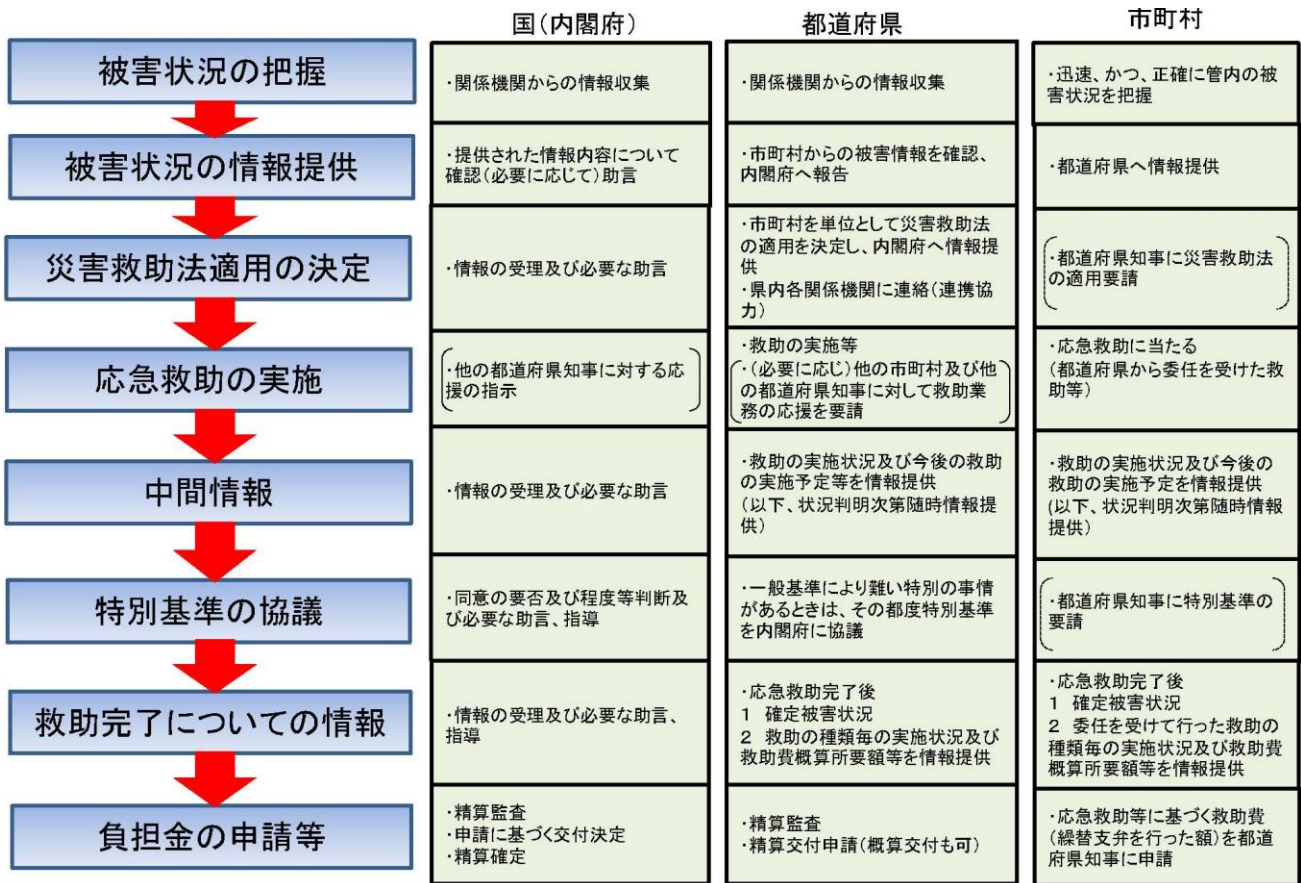 国(内閣府)
都道府県
市町村
被害状況の把握
・関係機関からの情報収集
・関係機関からの情報収集
・迅速、かつ、正確に管内の被
害状況を把握
被害状況の情報提供
・提供された情報内容について
確認(必要に応じて)助言
・市町村からの被害情報を確認、
内閣府へ報告
・都道府県へ情報提供
災害救助法適用の決定
・情報の受理及び必要な助言
・市町村を単位として災害救助法
の適用を決定し、内閣府へ情報提
供
・県内各関係機関に連絡(連携協
力)
・都道府県知事に災害救助法
の適用要請
応急救助の実施
・他の都道府県知事に対する応
援の指示
・救助の実施等
・(必要に応じ)他の市町村及び他
の都道府県知事に対して救助業
務の応援を要請
・応急救助に当たる
(都道府県から委任を受けた救
助等)
中間情報
・情報の受理及び必要な助言
・救助の実施状況及び今後の救助
の実施予定等を情報提供
(以下、状況判明次第随時情報提
供)
・救助の実施状況及び今後の
救助の実施予定を情報提供
(以下、状況判明次第随時情報
提供)
特別基準の協議
・同意の要否及び程度等判断及
び必要な助言、指導
・一般基準により難い特別の事情
があるときは、その都度特別基準
を内閣府に協議
・都道府県知事に特別基準の
要請
救助完了についての情報
・情報の受理及び必要な助言、
指導
・応急救助完了後
1 確定被害状況
2 救助の種類毎の実施状況及び
救助費概算所要額等を情報提供
・応急救助完了後
1 確定被害状況
2 委任を受けて行った救助の
種類毎の実施状況及び救助費
概算所要額等を情報提供
負担金の申請等
・精算監査
・申請に基づく交付決定
・精算確定
・精算監査
・精算交付申請(概算交付も可)
・応急救助等に基づく救助費
(繰替支弁を行った額)を都道
府県知事に申請